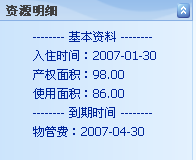 资源明细
-------- 基本资料 --------
入住时间：2007-01-30
产权面积：98.00
使用面积：86.00
-------- 到期时间 --------
物管费：2007-04-30